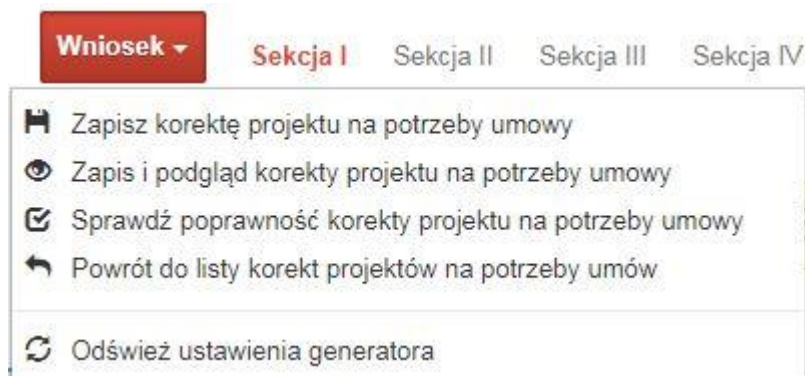 Wniosek Sekcja I Sekcja II Sekcja III Sekcja IV
Zapisz korektę projektu na potrzeby umowy
Zapis i podgląd korekty projektu na potrzeby umowy
Sprawdź poprawność korekty projektu na potrzeby umowy
Powrót do listy korekt projektów na potrzeby umów
Odśwież ustawienia generatora